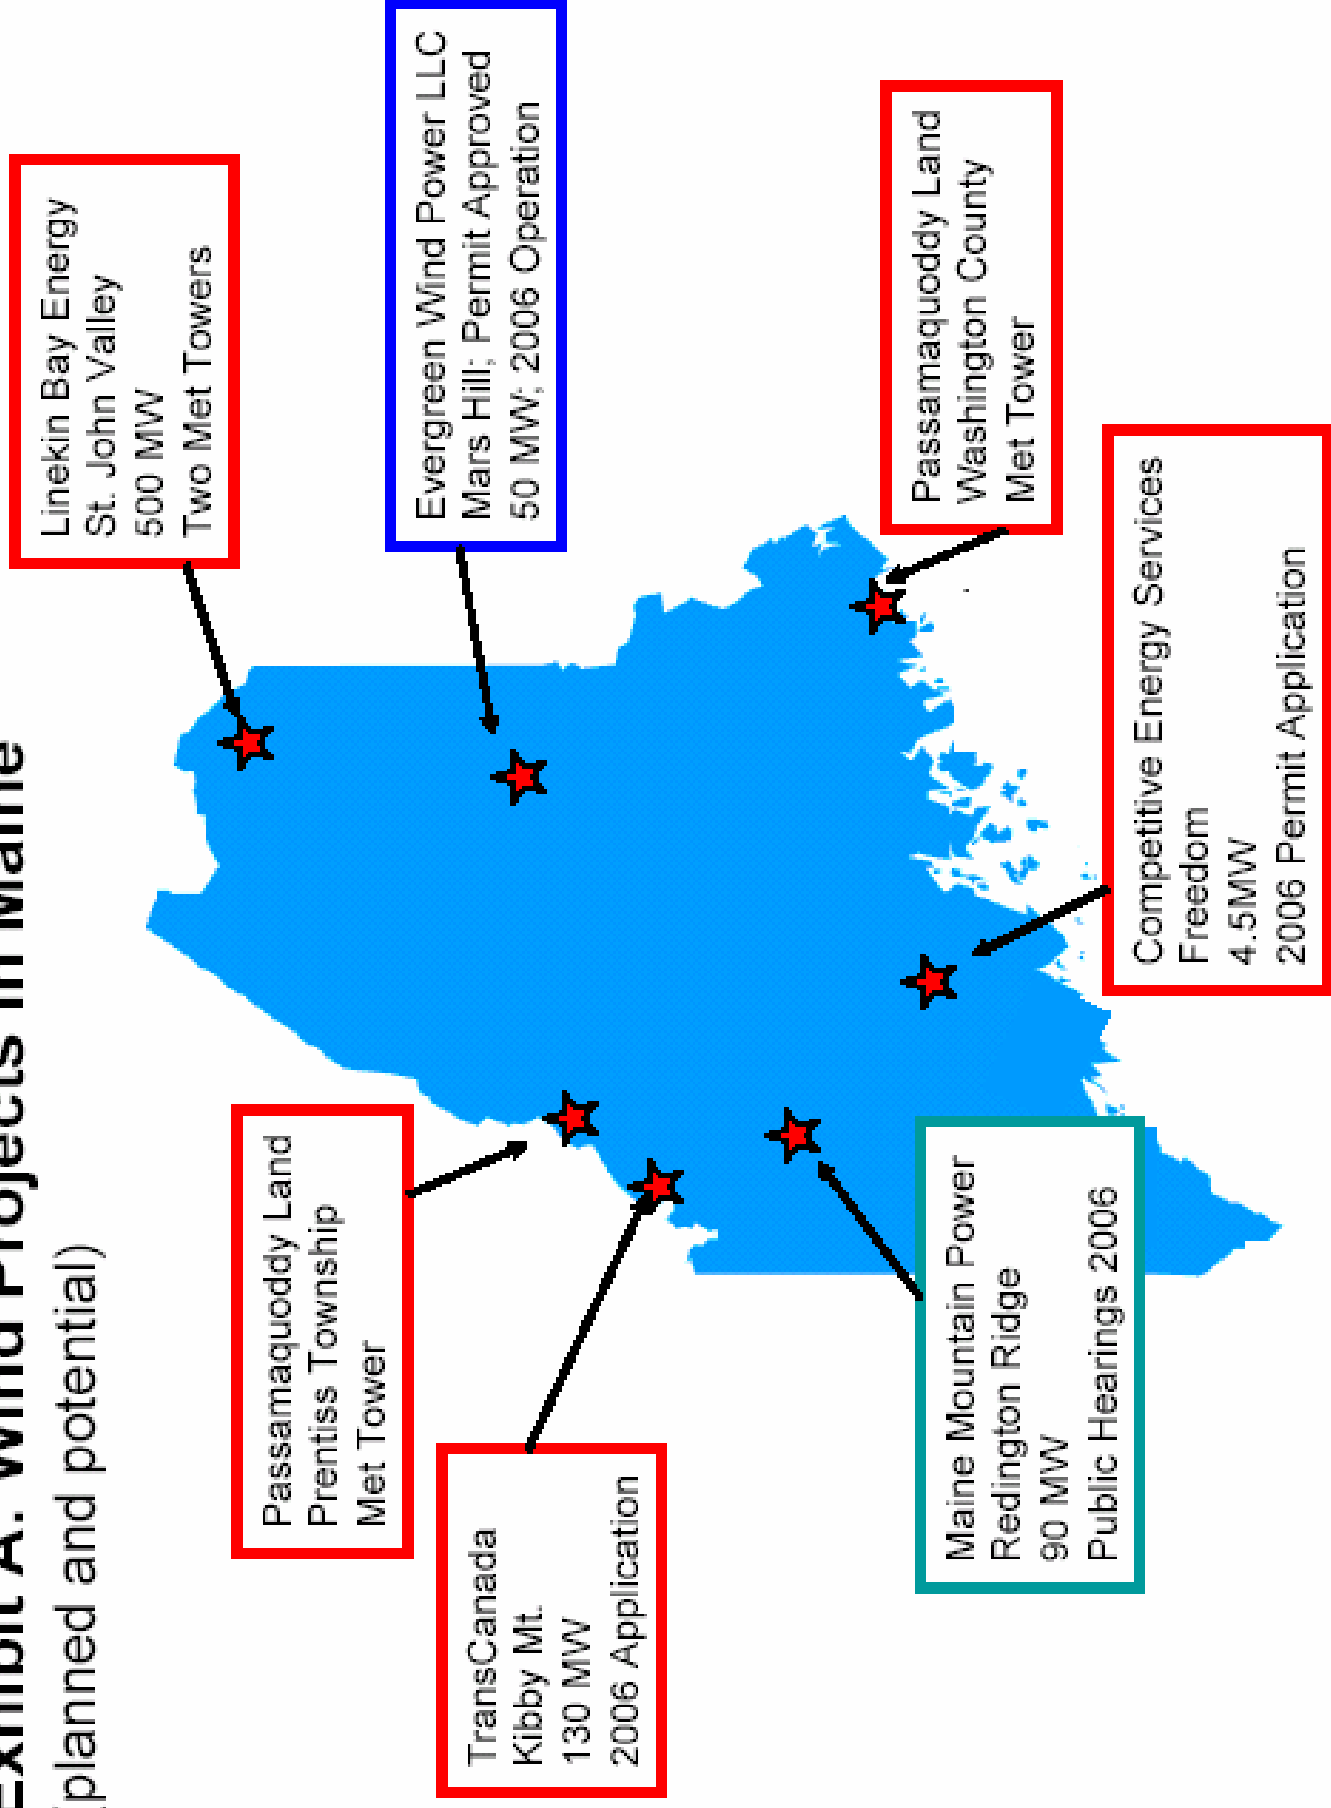 Exhibit A. Wind Projects in Maine
(planned and potential)
Linekin Bay Energy
St. John Valley
500 MW
Two Met Towers
Evergreen Wind Power LLC
Mars Hill; Permit Approved
50 MW; 2006 Operation
Passamaquoddy Land
Prentiss Township
Met Tower
TransCanada
Kibby Mt.
130 MW
2006 Application
Passamaquoddy Land
Washington County
Met Tower
Maine Mountain Power
Redington Ridge
90 MW
Public Hearings 2006
Competitive Energy Services
Freedom
4.5MW
2006 Permit Application